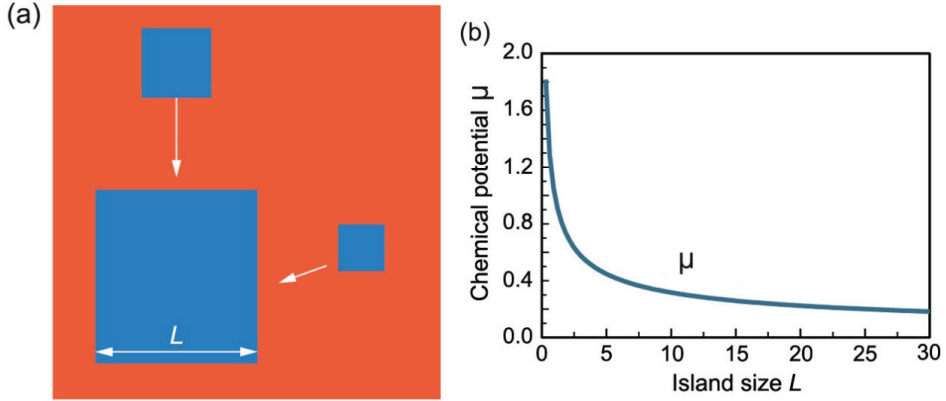 (a)
L
(b)
Chemical potential μ
2.0
1.6
1.2
0.8
0.4
0.0
μ
0 5 10 15 20 25 30
Island size L